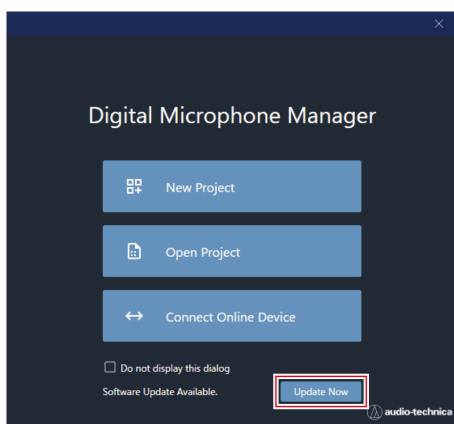 Digital Microphone Manager
New Project
Open Project
Connect Online Device
Do not display this dialog
Software Update Available.
Update Now
audio-technica